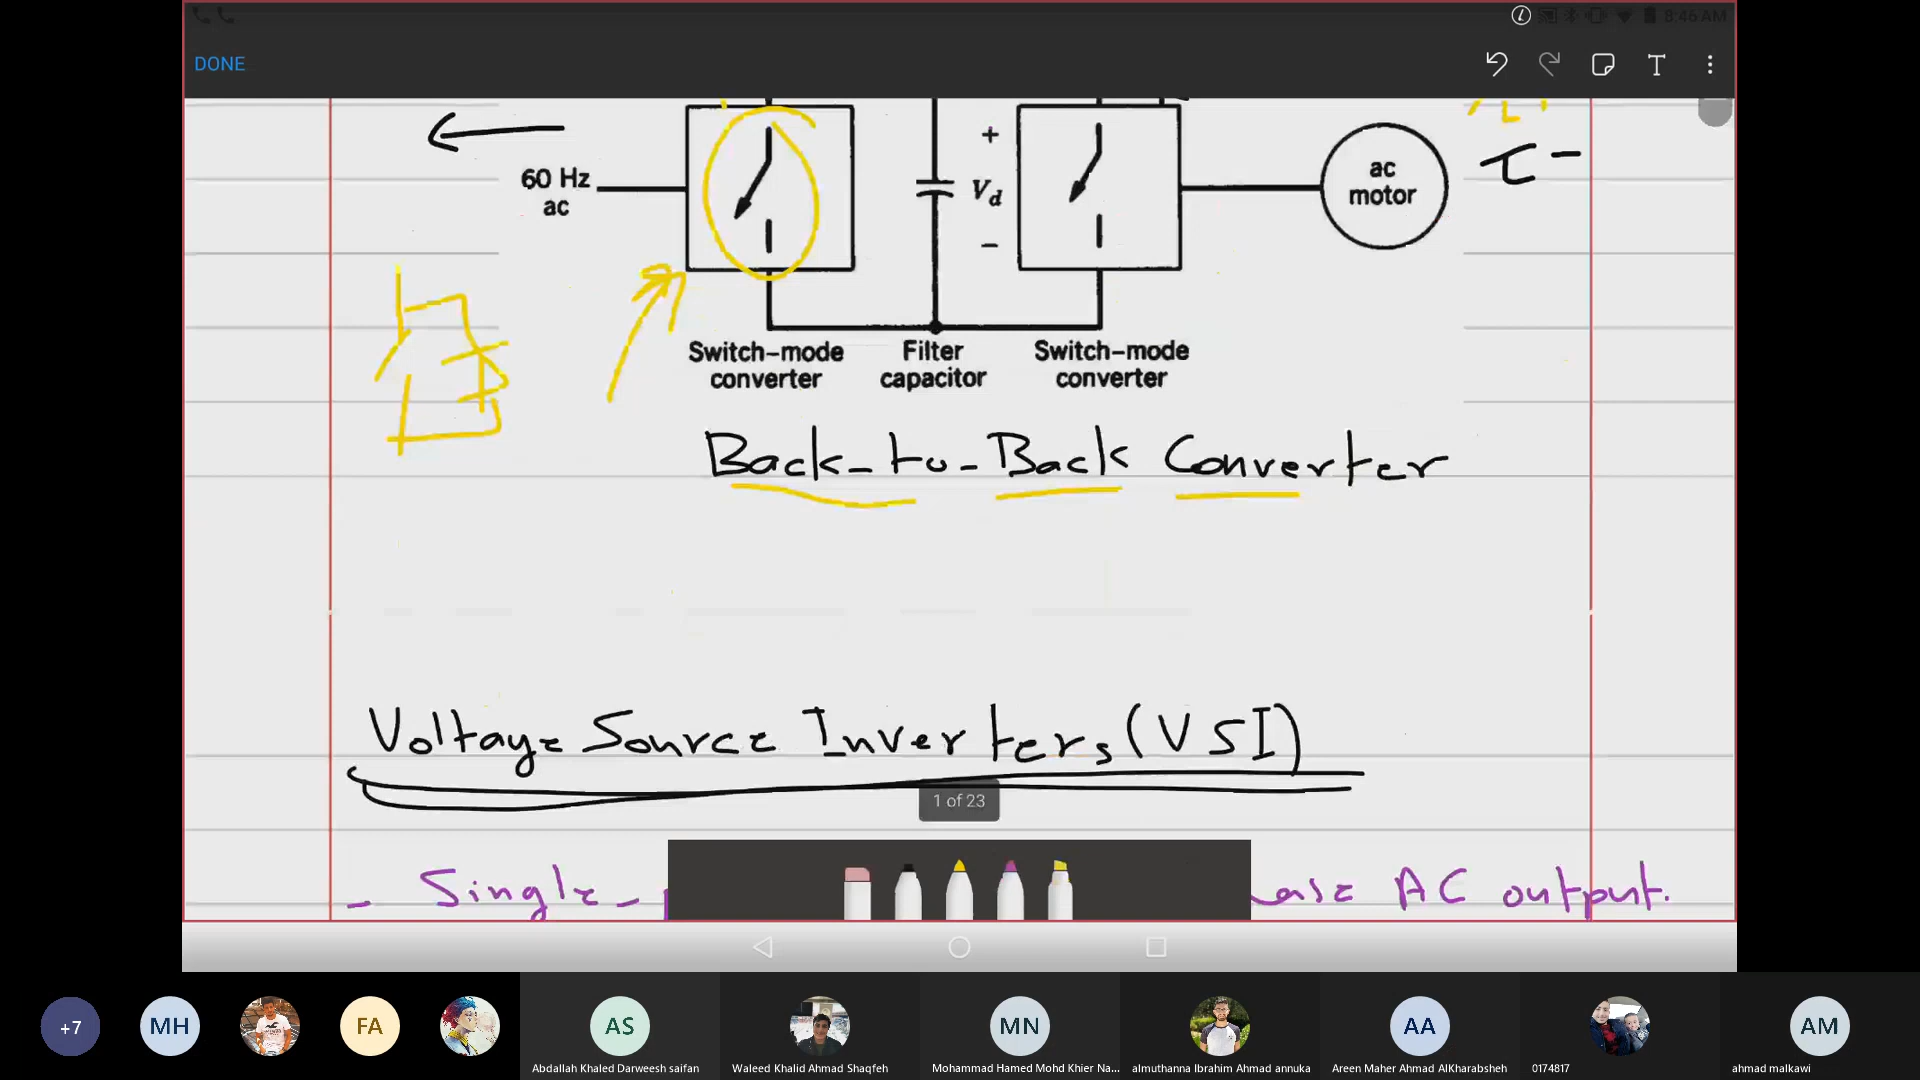 8:46 AM
DONE
T
60 Hz
ac
+
Vd
−
ac
motor
τ -
Switch-mode
converter
Filter
capacitor
Switch-mode
converter
Back-to-Back Converter
Voltage Source Inverters (VSI)
1 of 23
- Single- AC output.
+7
MH
FA
AS
MN
AA
AM
Abdallah Khaled Darweesh saifan
Waleed Khalid Ahmad Shaqfeh
Mohammad Hamed Mohd Khier Na...
almuthanna Ibrahim Ahmad annuka
Areen Maher Ahmad AlKharabsheh
0174817
ahmad malkawi